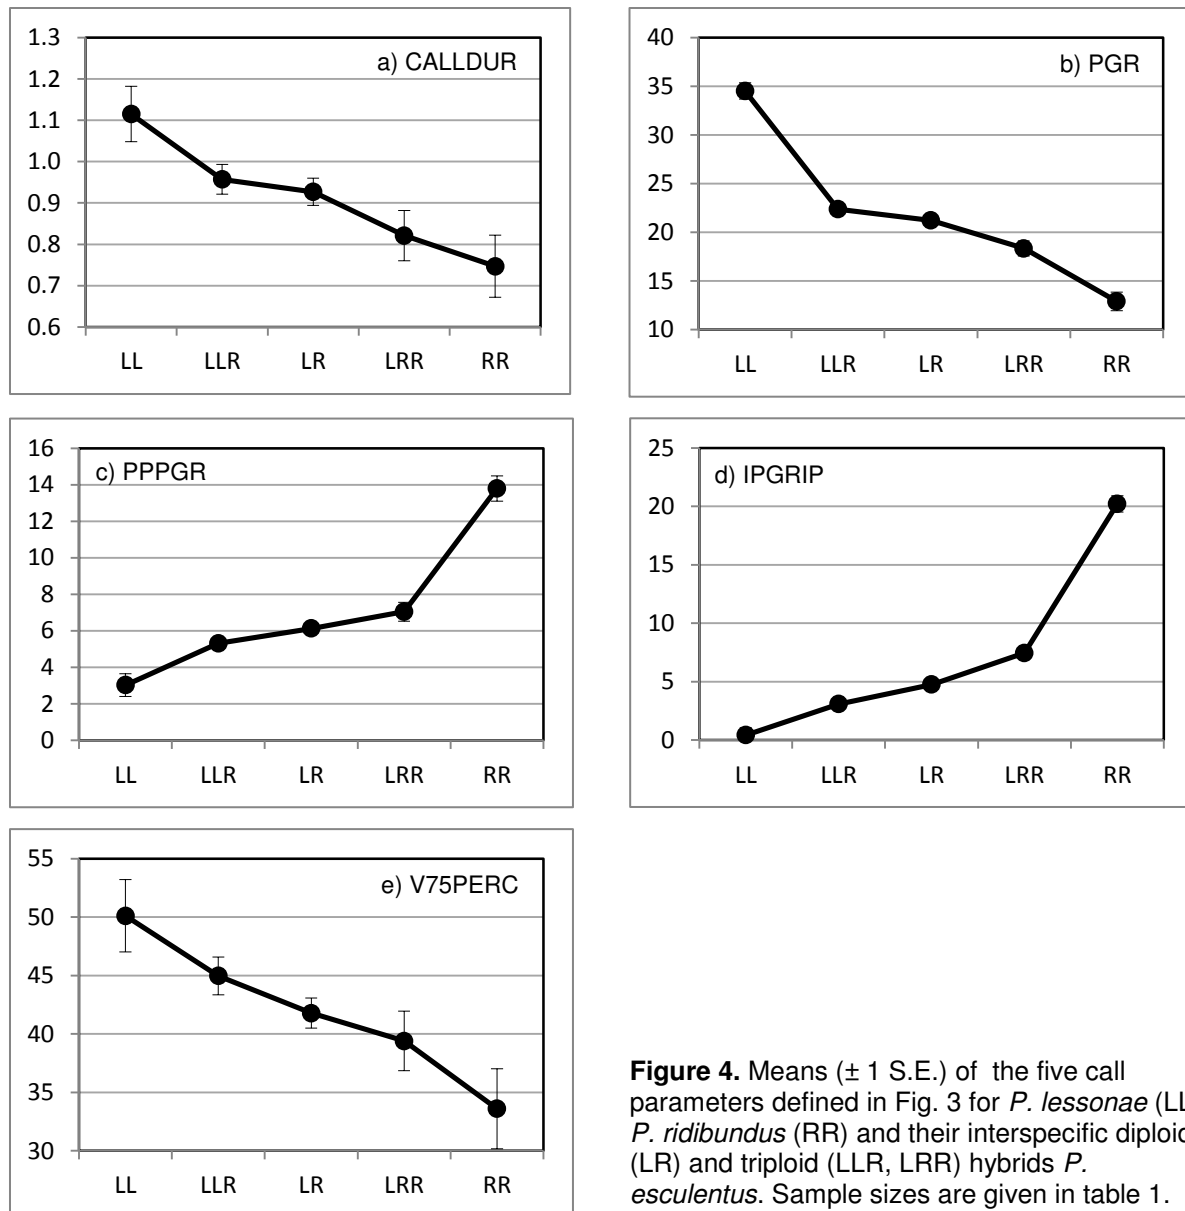 a) CALLDUR
1.3
1.2
1.1
1.0
0.9
0.8
0.7
0.6
LL LLR LR LRR RR
b) PGR
40
35
30
25
20
15
10
LL LLR LR LRR RR
c) PPPGR
16
14
12
10
8
6
4
2
0
LL LLR LR LRR RR
d) IPGRIP
25
20
15
10
5
0
LL LLR LR LRR RR
e) V75PERC
55
50
45
40
35
30
LL LLR LR LRR RR
Figure 4. Means (± 1 S.E.) of the five call
parameters defined in Fig. 3 for P. lessonae (LL
P. ridibundus (RR) and their interspecific diploid
(LR) and triploid (LLR, LRR) hybrids P.
esculentus. Sample sizes are given in table 1.